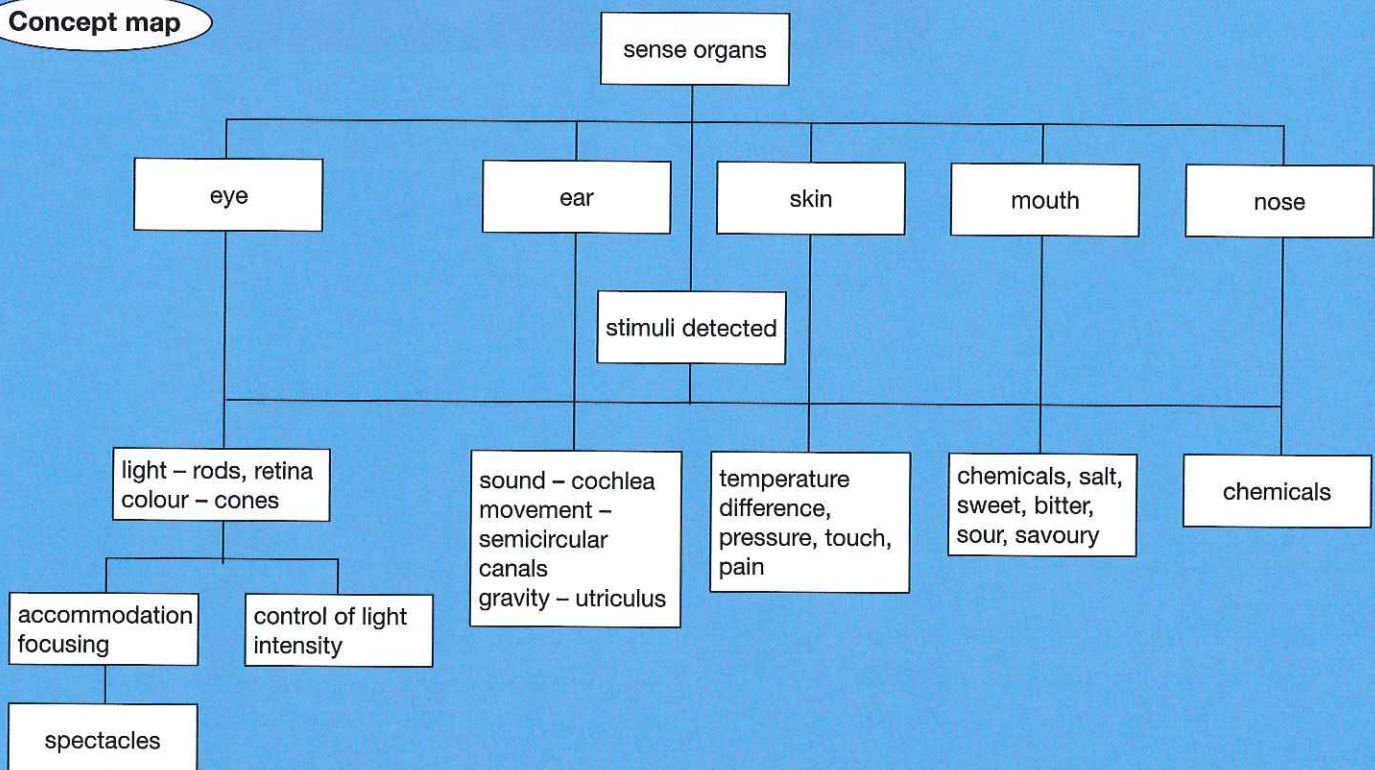 Concept map
sense organs
eye
ear
skin
mouth
nose
stimuli detected
light – rods, retina
colour – cones
sound – cochlea
movement –
semicircular
canals
gravity – utriculus
temperature
difference,
pressure, touch,
pain
chemicals, salt,
sweet, bitter,
sour, savoury
chemicals
accommodation
focusing
control of light
intensity
spectacles